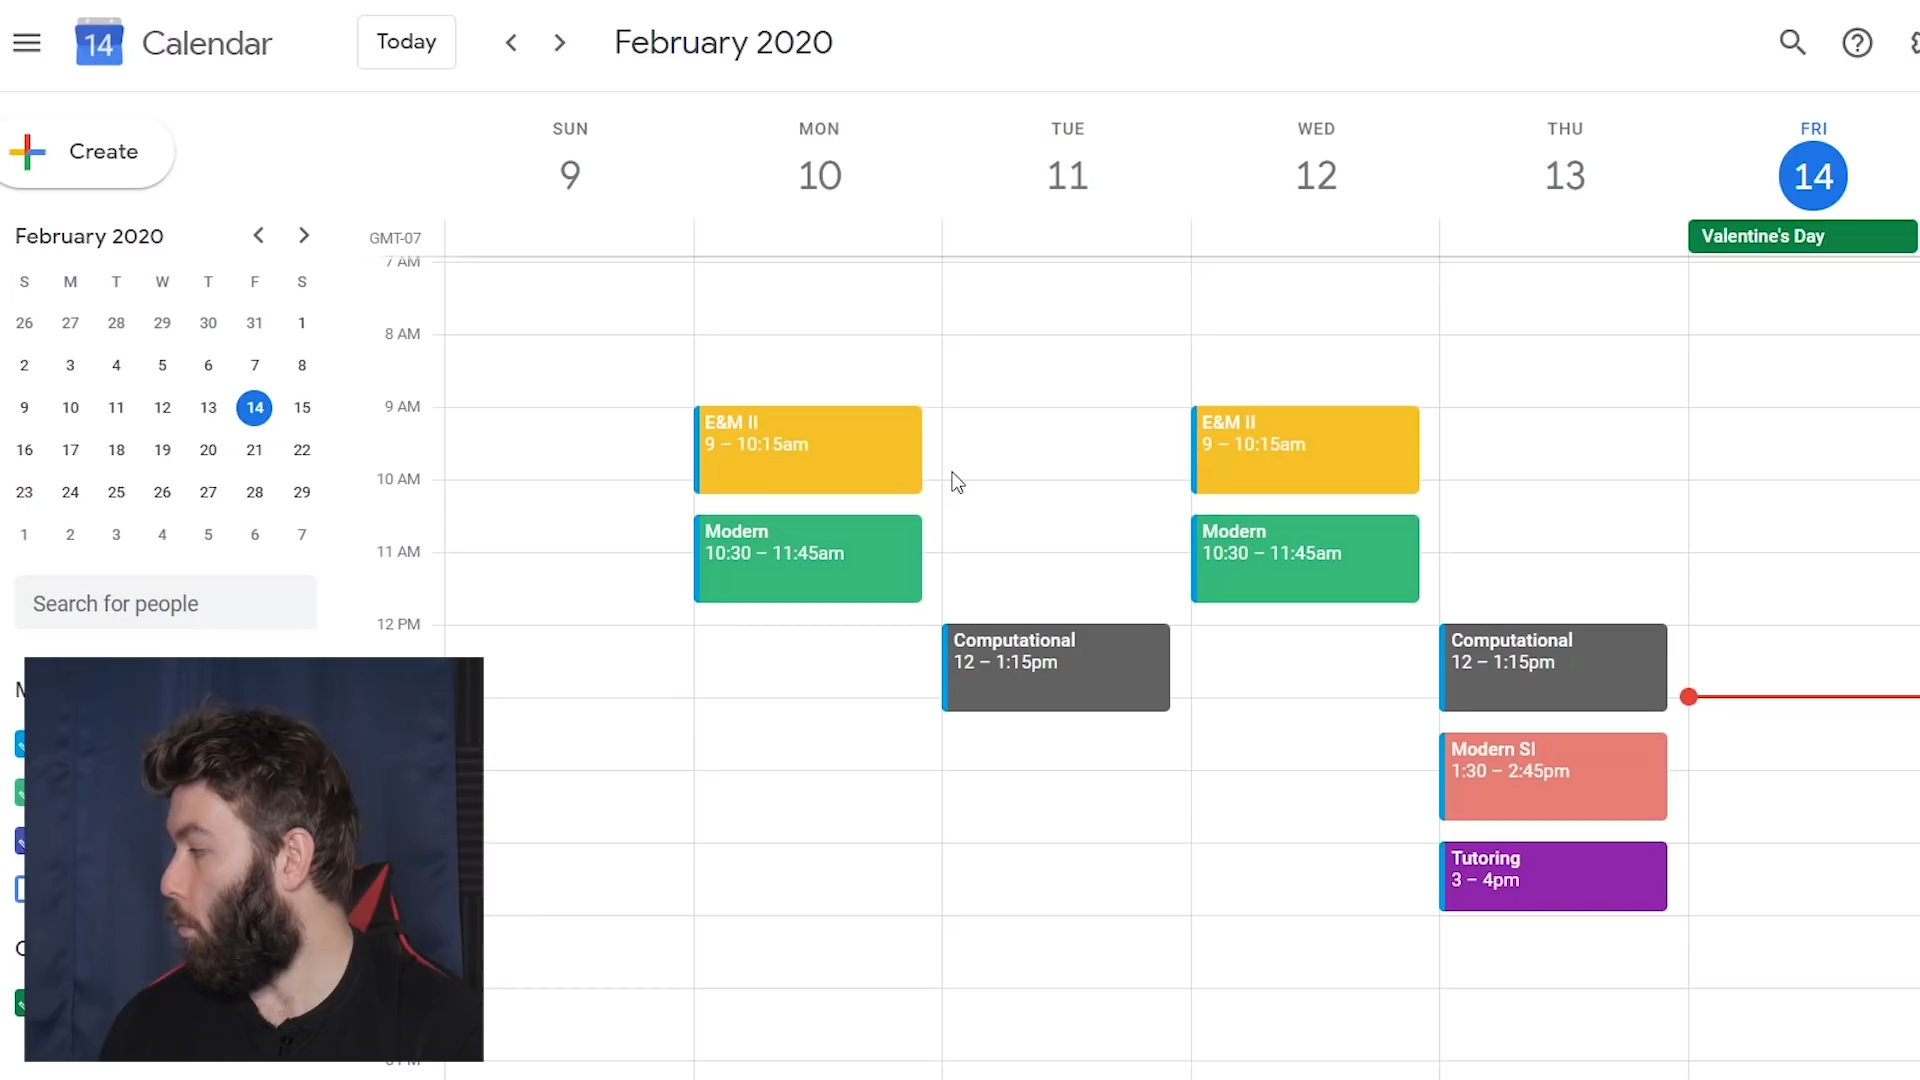 14
Calendar
Today
February 2020
Create
February 2020
S M T W T F S
26 27 28 29 30 31 1
2 3 4 5 6 7 8
9 10 11 12 13 14 15
16 17 18 19 20 21 22
23 24 25 26 27 28 29
1 2 3 4 5 6 7
Search for people
SUN
9
MON
10
TUE
11
WED
12
THU
13
FRI
14
GMT-07
Valentine's Day
7 AM
8 AM
9 AM
10 AM
11 AM
12 PM
E&M II
9 – 10:15am
Modern
10:30 – 11:45am
Computational
12 – 1:15pm
E&M II
9 – 10:15am
Modern
10:30 – 11:45am
Computational
12 – 1:15pm
Modern SI
1:30 – 2:45pm
Tutoring
3 – 4pm